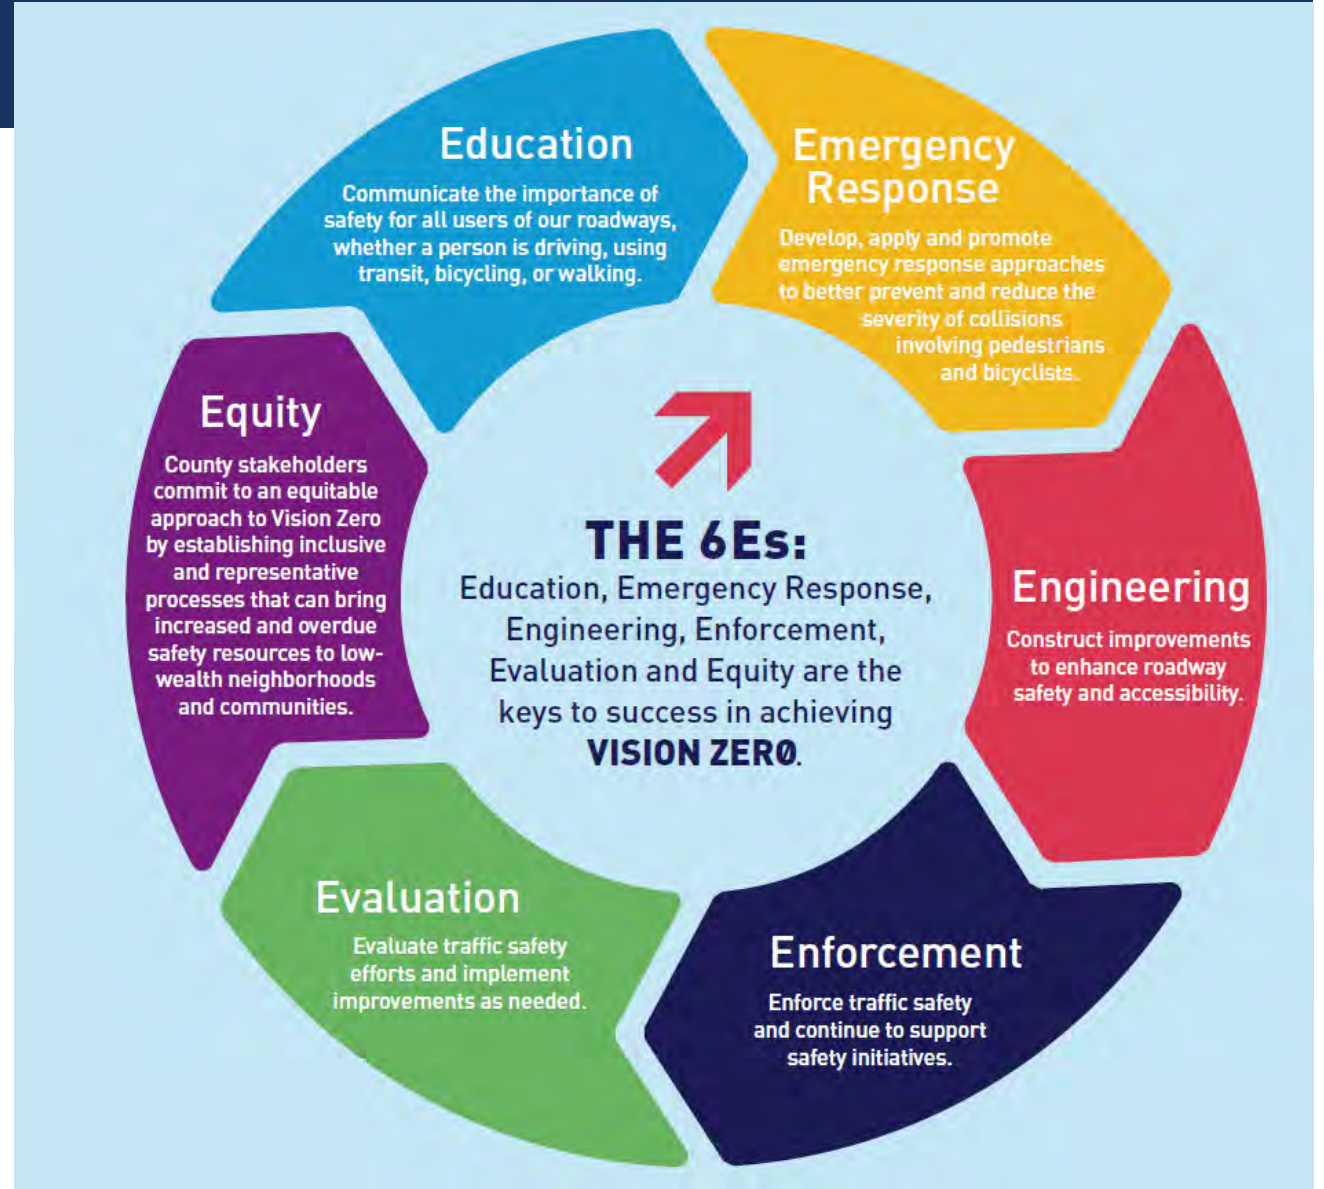 Education
Communicate the importance of
safety for all users of our roadways,
whether a person is driving, using
transit, bicycling, or walking.
Emergency
Response
Develop, apply and promote
emergency response approaches
to better prevent and reduce the
severity of collisions
involving pedestrians
and bicyclists.
Equity
County stakeholders
commit to an equitable
approach to Vision Zero
by establishing inclusive
and representative
processes that can bring
increased and overdue
safety resources to low-
wealth neighborhoods
and communities.
THE 6Es:
Education, Emergency Response,
Engineering, Enforcement,
Evaluation and Equity are the
keys to success in achieving
VISION ZERØ.
Engineering
Construct improvements
to enhance roadway
safety and accessibility.
Evaluation
Evaluate traffic safety
efforts and implement
improvements as needed.
Enforcement
Enforce traffic safety
and continue to support
safety initiatives.